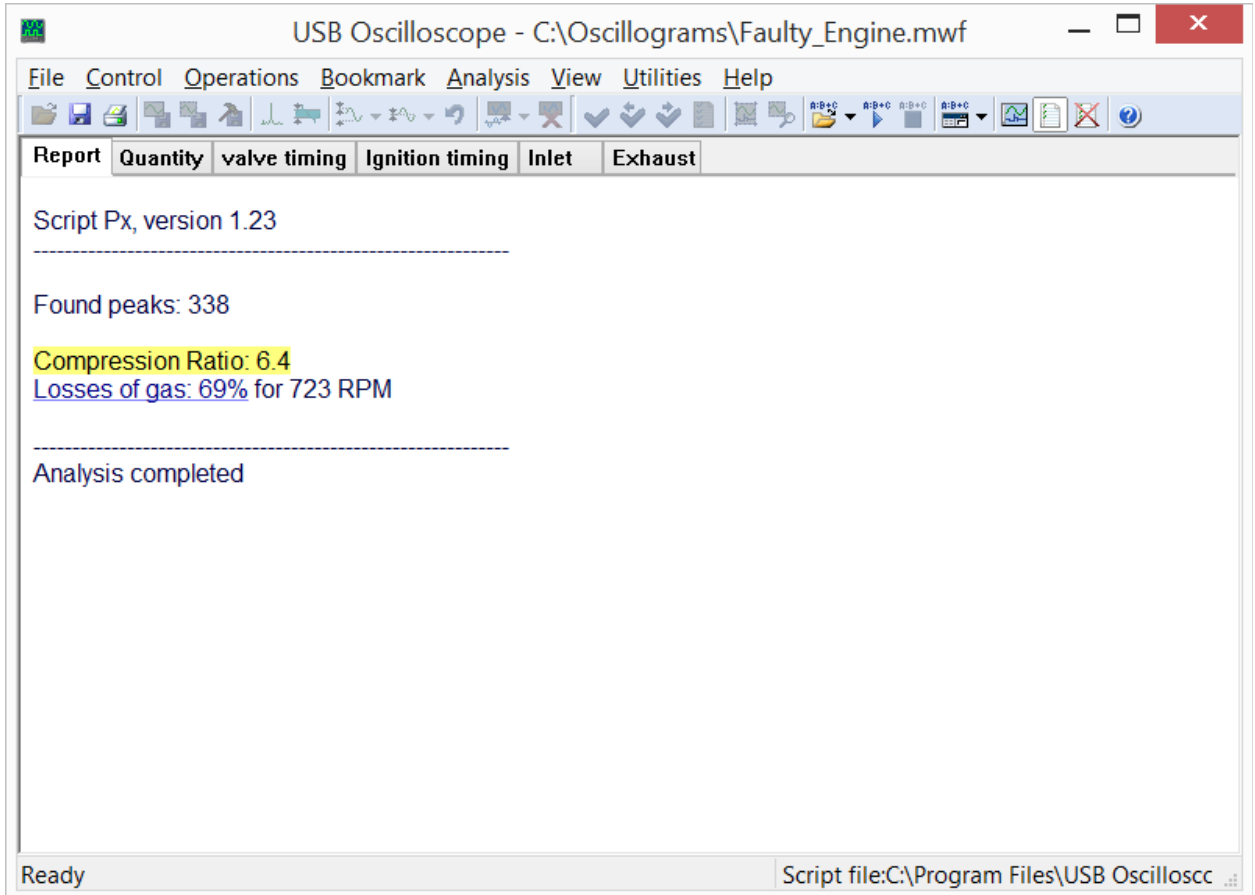 USB Oscilloscope - C:\Oscillograms\Faulty_Engine.mwf
File Control Operations Bookmark Analysis View Utilities Help
A:B+C A:B+C A:B+C A:B+C
Report Quantity valve timing Ignition timing Inlet Exhaust
Script Px, version 1.23
-------------------------------------------------------------
Found peaks: 338
Compression Ratio: 6.4
Losses of gas: 69% for 723 RPM
-------------------------------------------------------------
Analysis completed
Ready Script file:C:\Program Files\USB Oscilloscc